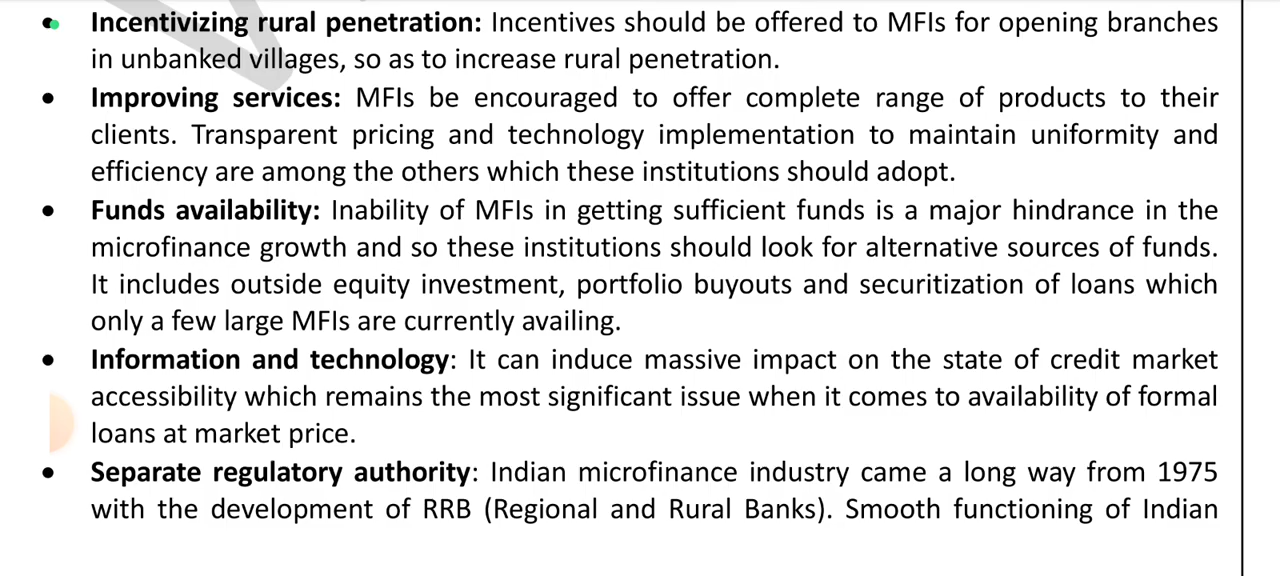 • Incentivizing rural penetration: Incentives should be offered to MFIs for opening branches
in unbanked villages, so as to increase rural penetration.
• Improving services: MFIs be encouraged to offer complete range of products to their
clients. Transparent pricing and technology implementation to maintain uniformity and
efficiency are among the others which these institutions should adopt.
• Funds availability: Inability of MFIs in getting sufficient funds is a major hindrance in the
microfinance growth and so these institutions should look for alternative sources of funds.
It includes outside equity investment, portfolio buyouts and securitization of loans which
only a few large MFIs are currently availing.
• Information and technology: It can induce massive impact on the state of credit market
accessibility which remains the most significant issue when it comes to availability of formal
loans at market price.
• Separate regulatory authority: Indian microfinance industry came a long way from 1975
with the development of RRB (Regional and Rural Banks). Smooth functioning of Indian